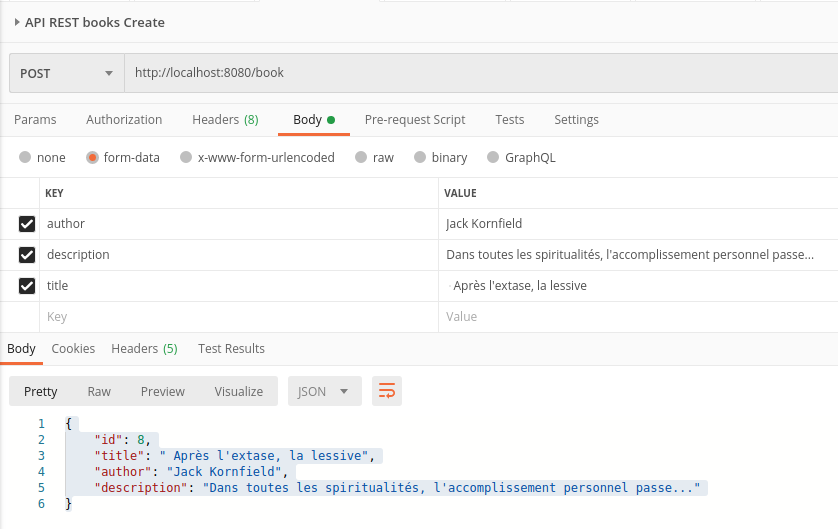 API REST books Create
POST http://localhost:8080/book
Params Authorization Headers (8) Body Pre-request Script Tests Settings
none form-data x-www-form-urlencoded raw binary GraphQL
KEY VALUE
author Jack Kornfield
description Dans toutes les spiritualités, l'accomplissement personnel passe...
title Après l'extase, la lessive
Key Value
Body Cookies Headers (5) Test Results
Pretty Raw Preview Visualize JSON
1 {
2 "id": 8,
3 "title": " Après l'extase, la lessive",
4 "author": "Jack Kornfield",
5 "description": "Dans toutes les spiritualités, l'accomplissement personnel passe..."
6 }